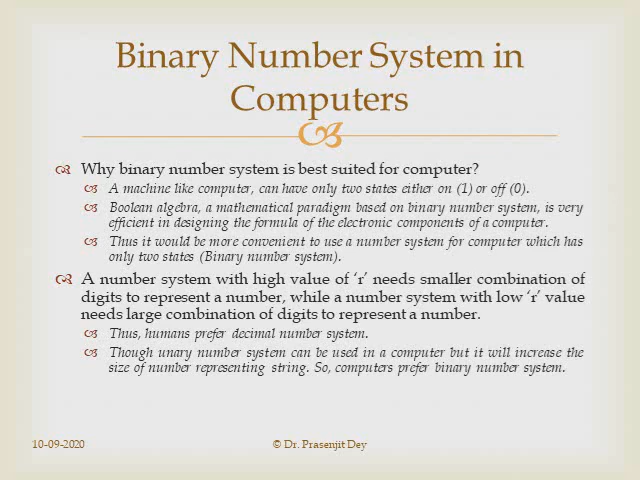 Binary Number System in
Computers
Why binary number system is best suited for computer?
A machine like computer, can have only two states either on (1) or off (0).
Boolean algebra, a mathematical paradigm based on binary number system, is very
efficient in designing the formula of the electronic components of a computer.
Thus it would be more convenient to use a number system for computer which has
only two states (Binary number system).
A number system with high value of ‘r’ needs smaller combination of
digits to represent a number, while a number system with low ‘r’ value
needs large combination of digits to represent a number.
Thus, humans prefer decimal number system.
Though unary number system can be used in a computer but it will increase the
size of number representing string. So, computers prefer binary number system.
10-09-2020
© Dr. Prasenjit Dey